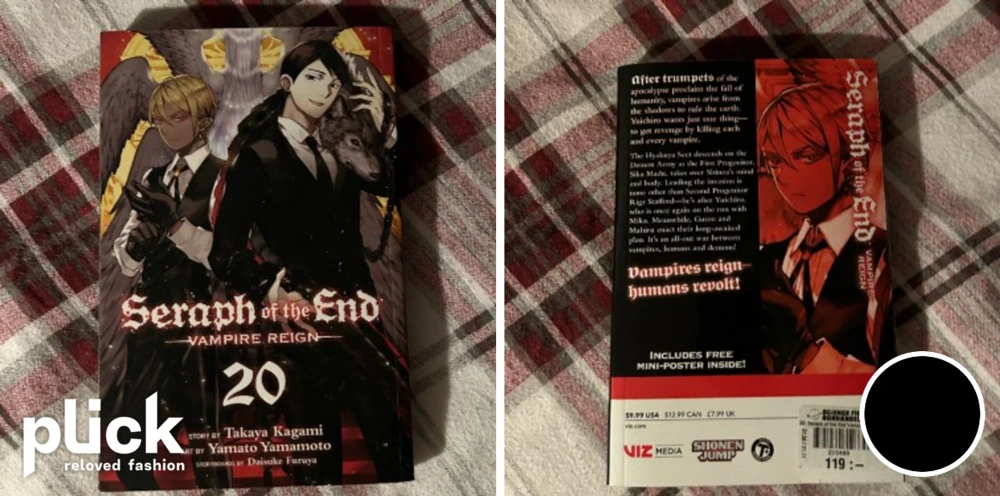 Seraph of the End
VAMPIRE REIGN
20
STORY BY Takaya Kagami
ART BY Yamato Yamamoto
STORYBOARDS BY Daisuke Furuya
plick
reloved fashion
After trumpets of the
apocalypse proclaim the fall of
humanity, vampires arise from
the shadows to rule the earth.
Yuichiro wants just one thing—
to get revenge by killing each
and every vampire.
The Hyakuya Sect descends on the
Demon Army as the First Progenitor,
Sika Madu, takes over Shinya's mind
and body. Leading the invasion is
none other than Second Progenitor
Rigr Stafford—he's after Yuichiro,
who is once again on the run with
Mika. Meanwhile, Guren and
Mahiru enact their long-awaited
plan. It's an all-out war between
vampires, humans and demons!
Vampires reign—
humans revolt!
INCLUDES FREE
MINI-POSTER INSIDE!
Seraph of the End
VAMPIRE REIGN
$9.99 USA $12.99 CAN £7.99 UK
viz.com
VIZ MEDIA
SHONEN
JUMP
T
119:-